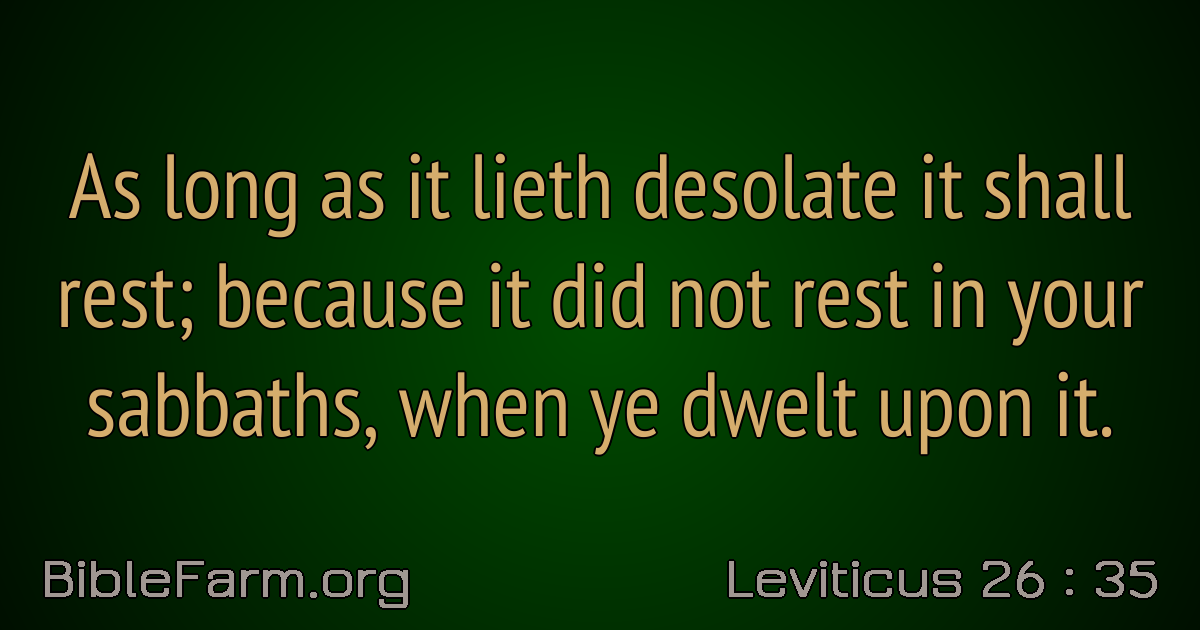 As long as it lieth desolate it shall
rest; because it did not rest in your
sabbaths, when ye dwelt upon it.
BibleFarm.org
Leviticus 26 : 35